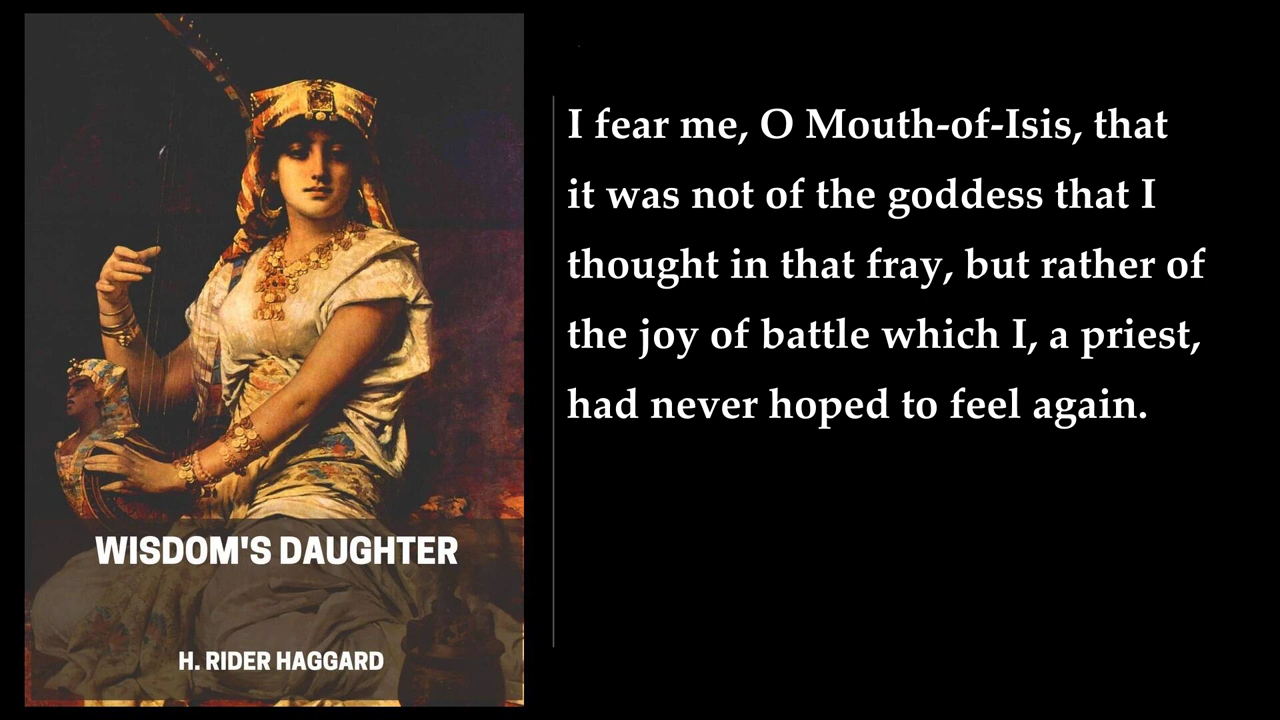 WISDOM'S DAUGHTER
H. RIDER HAGGARD
I fear me, O Mouth-of-Isis, that
it was not of the goddess that I
thought in that fray, but rather of
the joy of battle which I, a priest,
had never hoped to feel again.